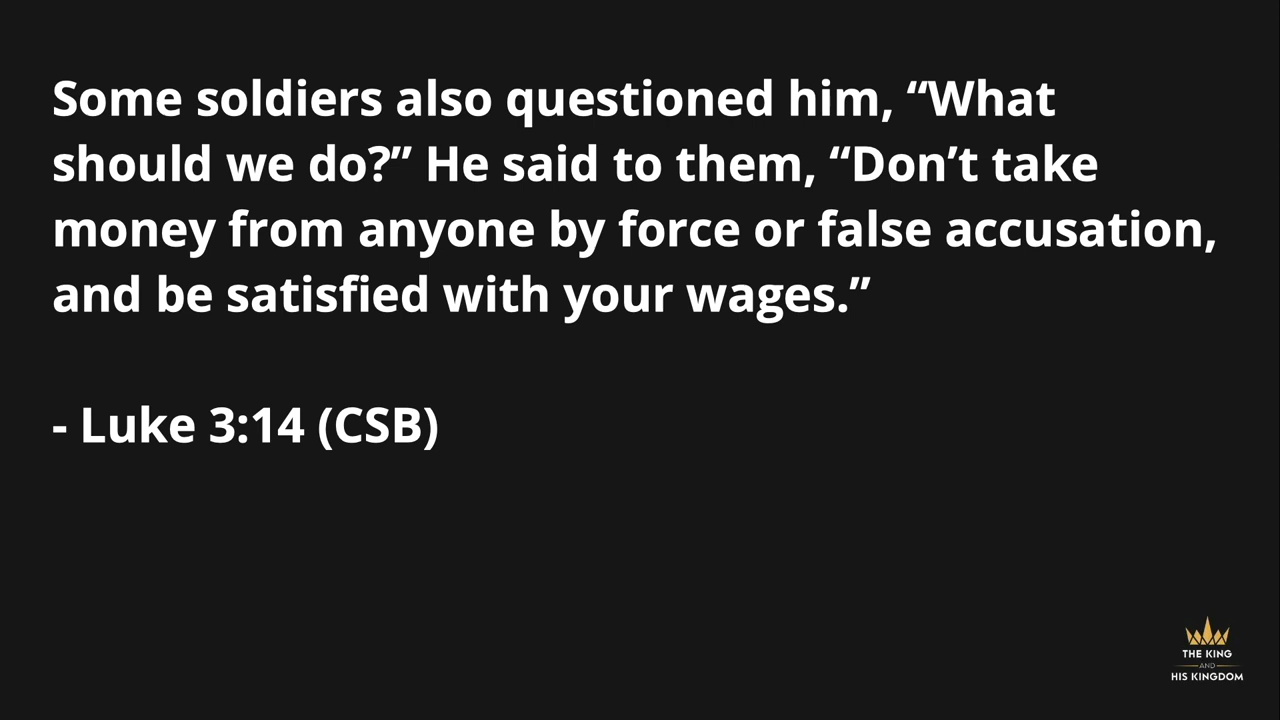 Some soldiers also questioned him, “What
should we do?” He said to them, “Don’t take
money from anyone by force or false accusation,
and be satisfied with your wages.”
- Luke 3:14 (CSB)
THE KING
AND
HIS KINGDOM